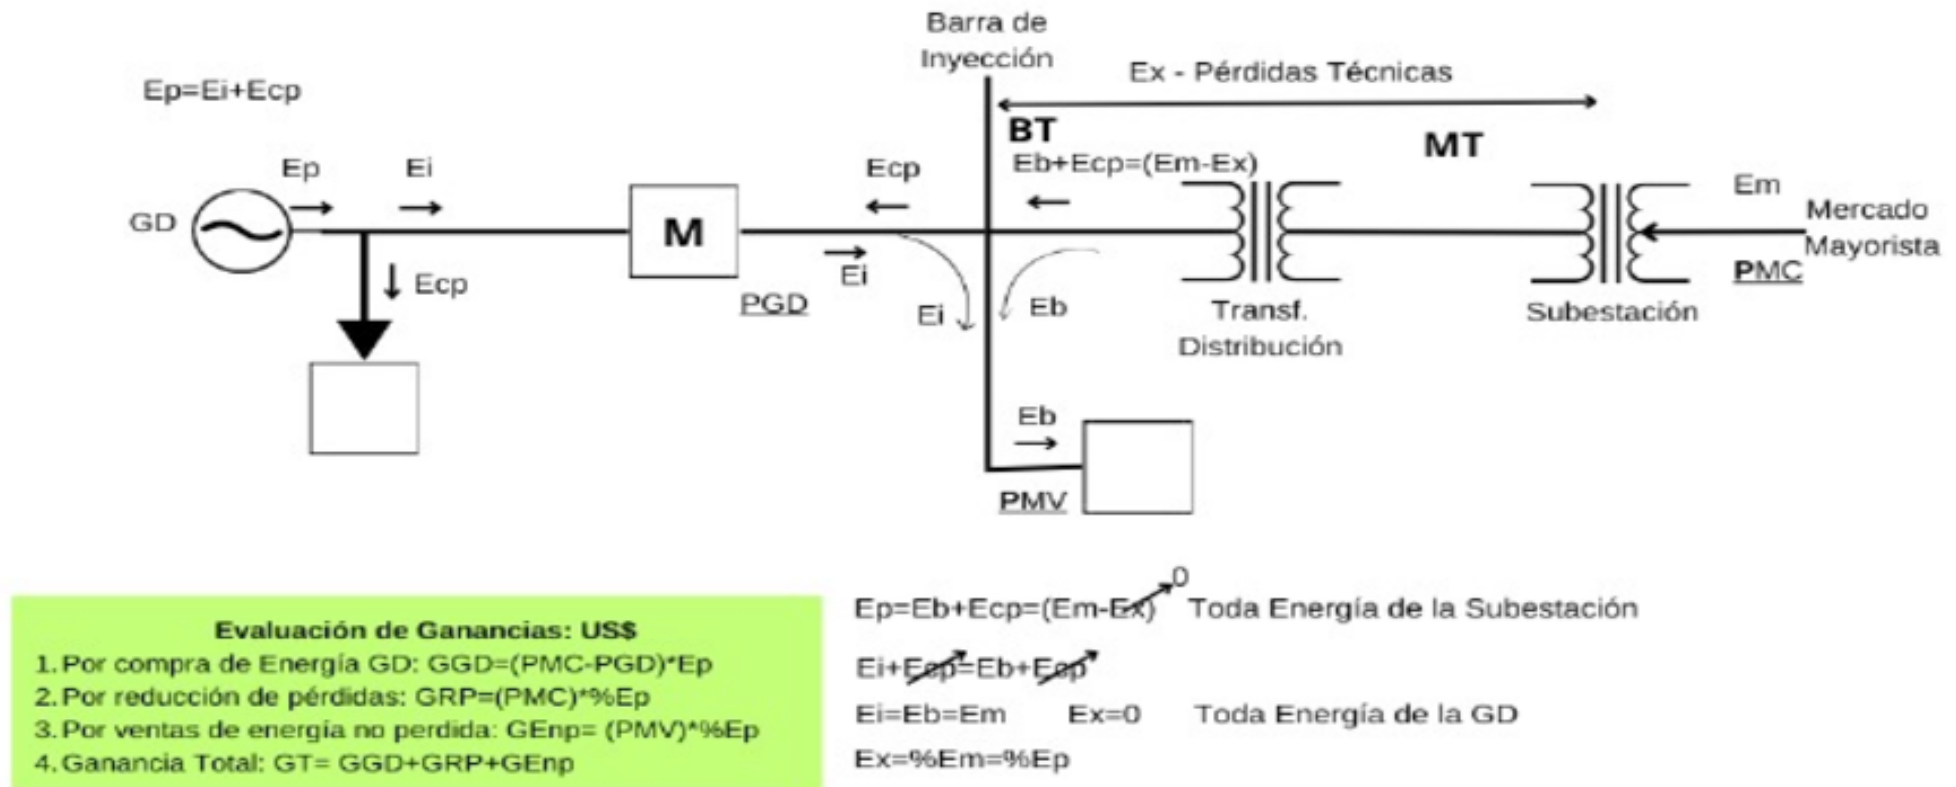 Barra de
Inyección
Ex - Pérdidas Técnicas
Ep=Ei+Ecp
BT
MT
Ep
Ei
Ecp
Eb+Ecp=(Em-Ex)
Em
GD
M
Mercado
Mayorista
Ecp
Ei
PGD
PMC
Ei
Eb
Transf.
Distribución
Subestación
Eb
PMV
0
Ep=Eb+Ecp=(Em-Ex) Toda Energía de la Subestación
Ei+Ecp=Eb+Ecp
Ei=Eb=Em Ex=0 Toda Energía de la GD
Ex=%Em=%Ep
Evaluación de Ganancias: US$
1. Por compra de Energía GD: GGD=(PMC-PGD)*Ep
2. Por reducción de pérdidas: GRP=(PMC)*%Ep
3. Por ventas de energía no perdida: GEnp= (PMV)*%Ep
4. Ganancia Total: GT= GGD+GRP+GEnp